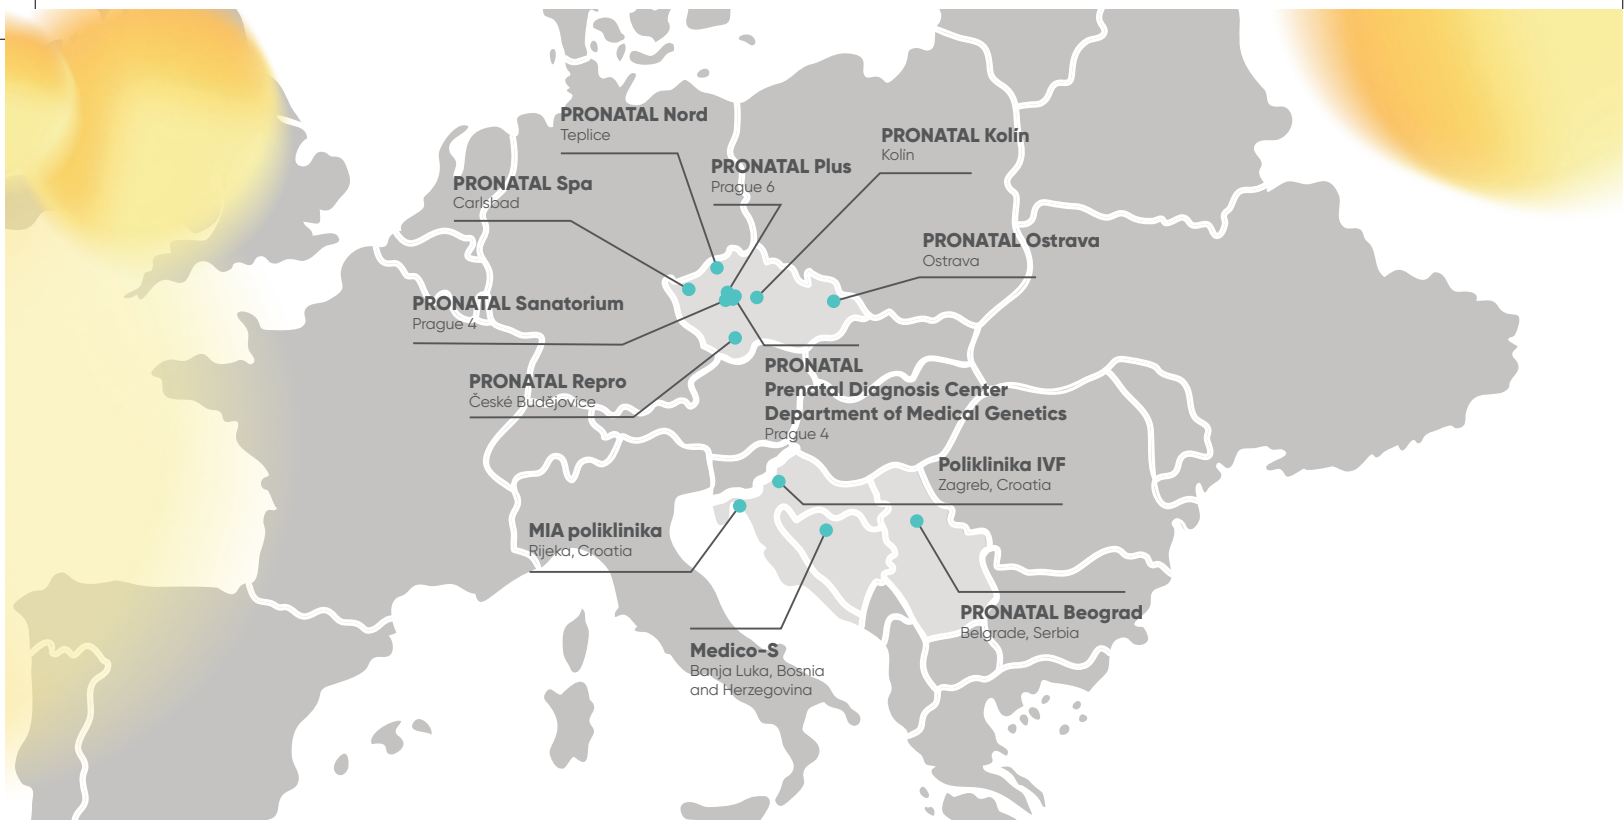 PRONATAL Nord
Teplice
PRONATAL Kolín
Kolín
PRONATAL Plus
Prague 6
PRONATAL Spa
Carlsbad
PRONATAL Ostrava
Ostrava
PRONATAL Sanatorium
Prague 4
PRONATAL
Prenatal Diagnosis Center
Department of Medical Genetics
Prague 4
PRONATAL Repro
České Budějovice
Poliklinika IVF
Zagreb, Croatia
MIA poliklinika
Rijeka, Croatia
PRONATAL Beograd
Belgrade, Serbia
Medico-S
Banja Luka, Bosnia
and Herzegovina